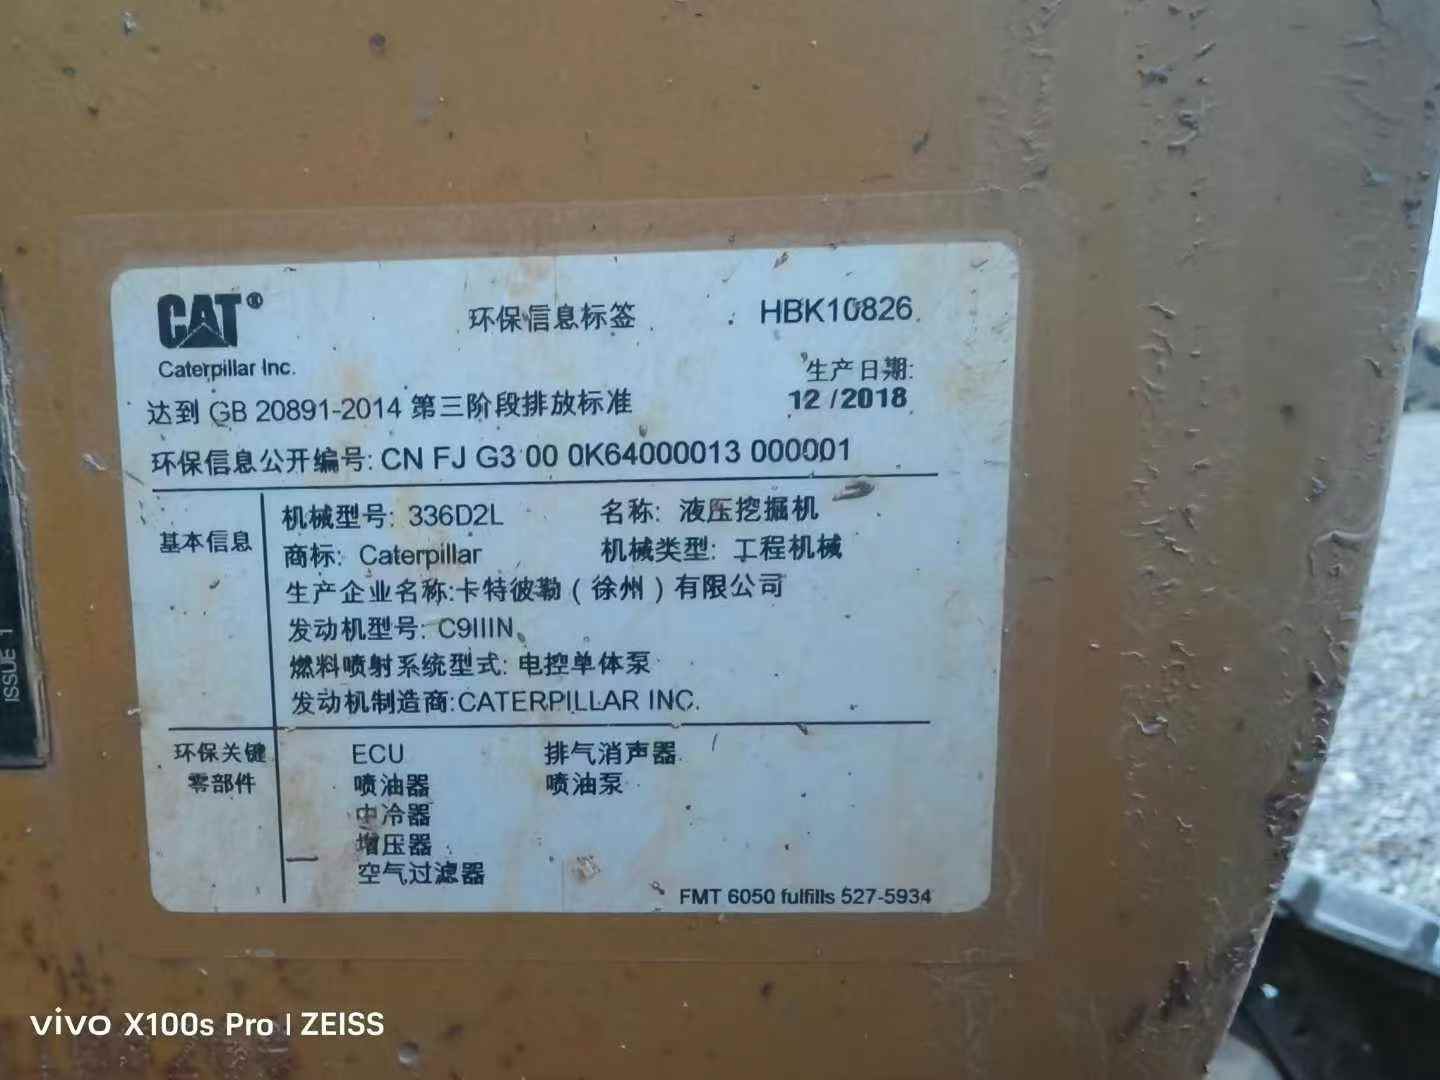 CAT®
Caterpillar Inc.
环保信息标签
HBK10826
生产日期:
12 /2018
达到 GB 20891-2014 第三阶段排放标准
环保信息公开编号: CN FJ G3 00 0K64000013 000001
基本信息
机械型号: 336D2L 名称: 液压挖掘机
商标: Caterpillar 机械类型: 工程机械
生产企业名称:卡特彼勒（徐州）有限公司
发动机型号: C9IIIN
燃料喷射系统型式: 电控单体泵
发动机制造商:CATERPILLAR INC.
环保关键
零部件
ECU 排气消声器
喷油器 喷油泵
中冷器
增压器
空气过滤器
FMT 6050 fulfills 527-5934
ISSUE 1
vivo X100s Pro | ZEISS